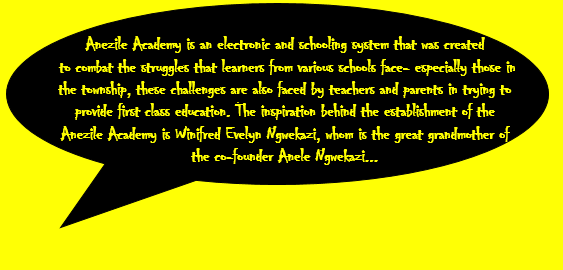 Anezile Academy is an electronic and schooling system that was created
to combat the struggles that learners from various schools face- especially those in
the township, these challenges are also faced by teachers and parents in trying to
provide first class education. The inspiration behind the establishment of the
Anezile Academy is Winifred Evelyn Ngwekazi, whom is the great grandmother of
the co-founder Anele Ngwekazi...